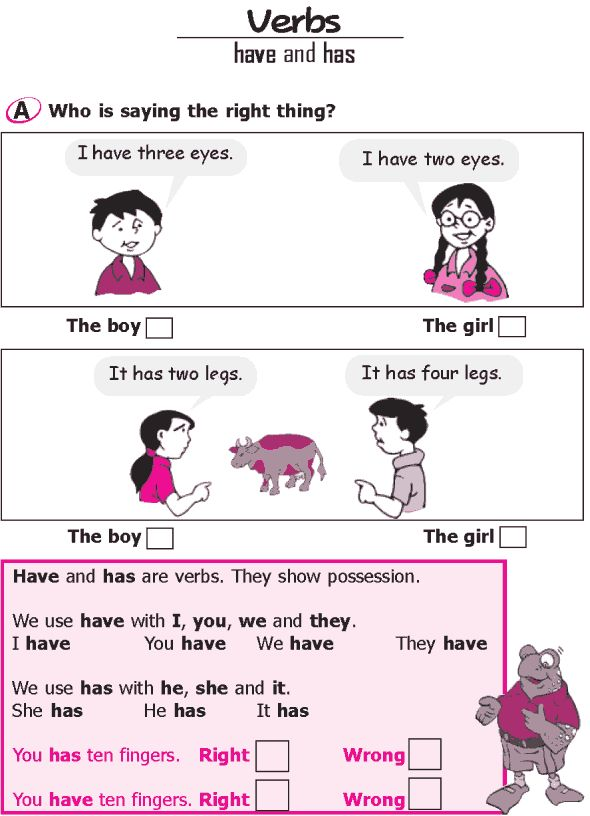 Verbs
have and has
A Who is saying the right thing?
I have three eyes.
I have two eyes.
The boy
The girl
It has two legs.
It has four legs.
The boy
The girl
Have and has are verbs. They show possession.
We use have with I, you, we and they.
I have You have We have They have
We use has with he, she and it.
She has He has It has
You has ten fingers. Right Wrong
You have ten fingers. Right Wrong